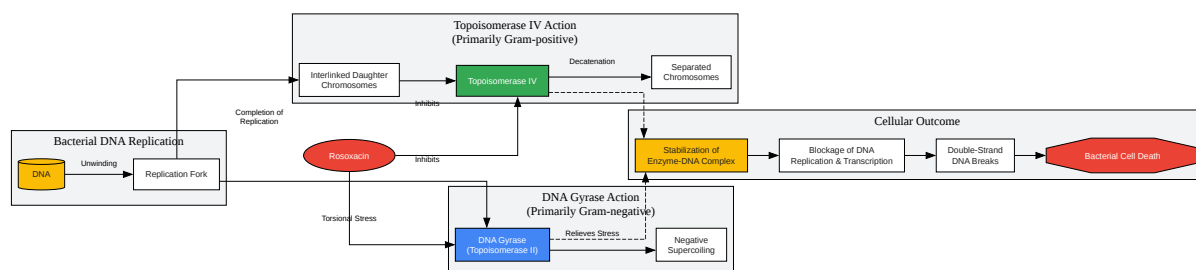 Topoisomerase IV Action
(Primarily Gram-positive)
Interlinked Daughter
Chromosomes
Topoisomerase IV
Decatenation
Separated
Chromosomes
Inhibits
Completion of
Replication
Bacterial DNA Replication
DNA
Unwinding
Replication Fork
Rosoxacin
Inhibits
Torsional Stress
Cellular Outcome
Stabilization of
Enzyme-DNA Complex
Blockage of DNA
Replication & Transcription
Double-Strand
DNA Breaks
Bacterial Cell Death
DNA Gyrase Action
(Primarily Gram-negative)
DNA Gyrase
(Topoisomerase II)
Relieves Stress
Negative
Supercoiling